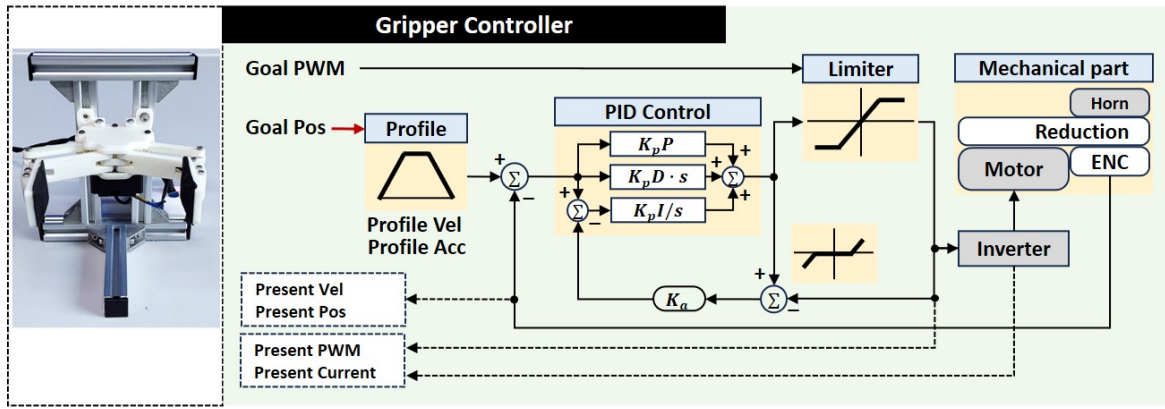 Gripper Controller
Goal PWM
Limiter
Mechanical part
Horn
Goal Pos
Profile
PID Control
Reduction
+
K_pP
+
K_pD · s
+
Σ
Motor
ENC
+
Σ
−
+
Σ
−
K_pI/s
+
Profile Vel
Profile Acc
Inverter
Present Vel
Present Pos
K_a
+
Σ
−
Present PWM
Present Current